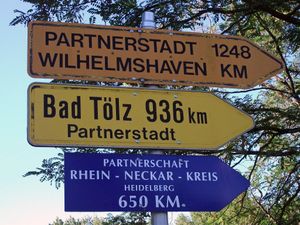 PARTNERSTADT 1248
WILHELMSHAVEN KM
Bad Tölz 936 km
Partnerstadt
PARTNERSCHAFT
RHEIN - NECKAR - KREIS
HEIDELBERG
650 KM.